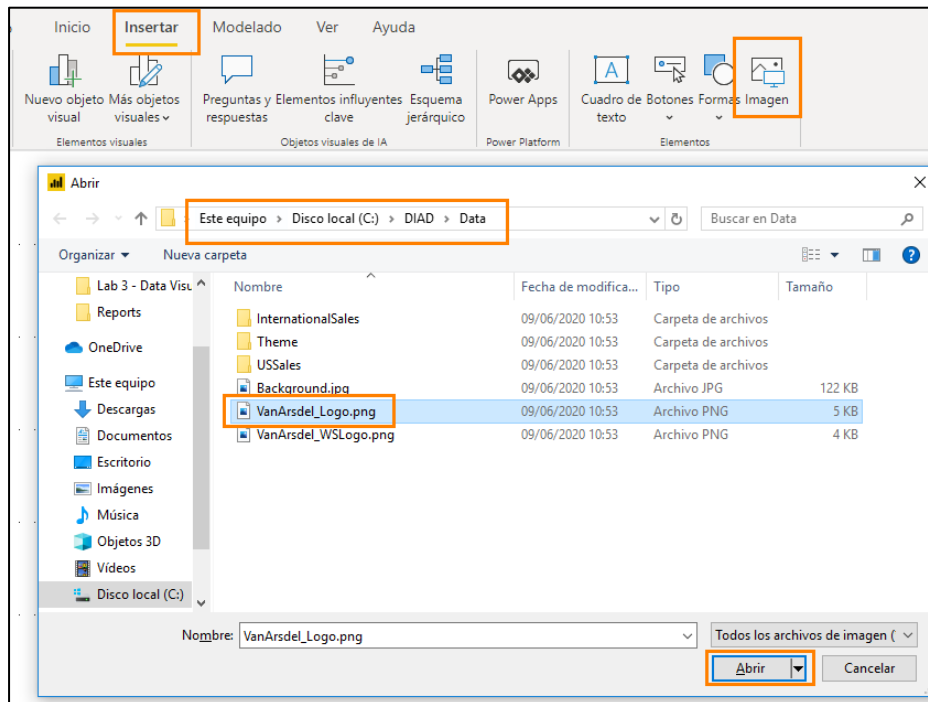 Inicio Insertar Modelado Ver Ayuda
Nuevo objeto Más objetos Preguntas y Elementos influyentes Esquema Power Apps Cuadro de Botones Formas Imagen
visual visuales respuestas clave jerárquico texto
Elementos visuales Objetos visuales de IA Power Platform Elementos
Abrir
Este equipo > Disco local (C:) > DIAD > Data Buscar en Data
Organizar Nueva carpeta
Lab 3 - Data Visu Nombre Fecha de modifica... Tipo Tamaño
Reports InternationalSales 09/06/2020 10:53 Carpeta de archivos
Theme 09/06/2020 10:53 Carpeta de archivos
OneDrive
USSales 09/06/2020 10:53 Carpeta de archivos
Este equipo Background.jpg 09/06/2020 10:53 Archivo JPG 122 KB
Descargas VanArsdel_Logo.png 09/06/2020 10:53 Archivo PNG 5 KB
Documentos VanArsdel_WSLogo.png 09/06/2020 10:53 Archivo PNG 4 KB
Escritorio
Imágenes
Música
Objetos 3D
Vídeos
Disco local (C:)
Nombre: VanArsdel_Logo.png Todos los archivos de imagen (
Abrir Cancelar